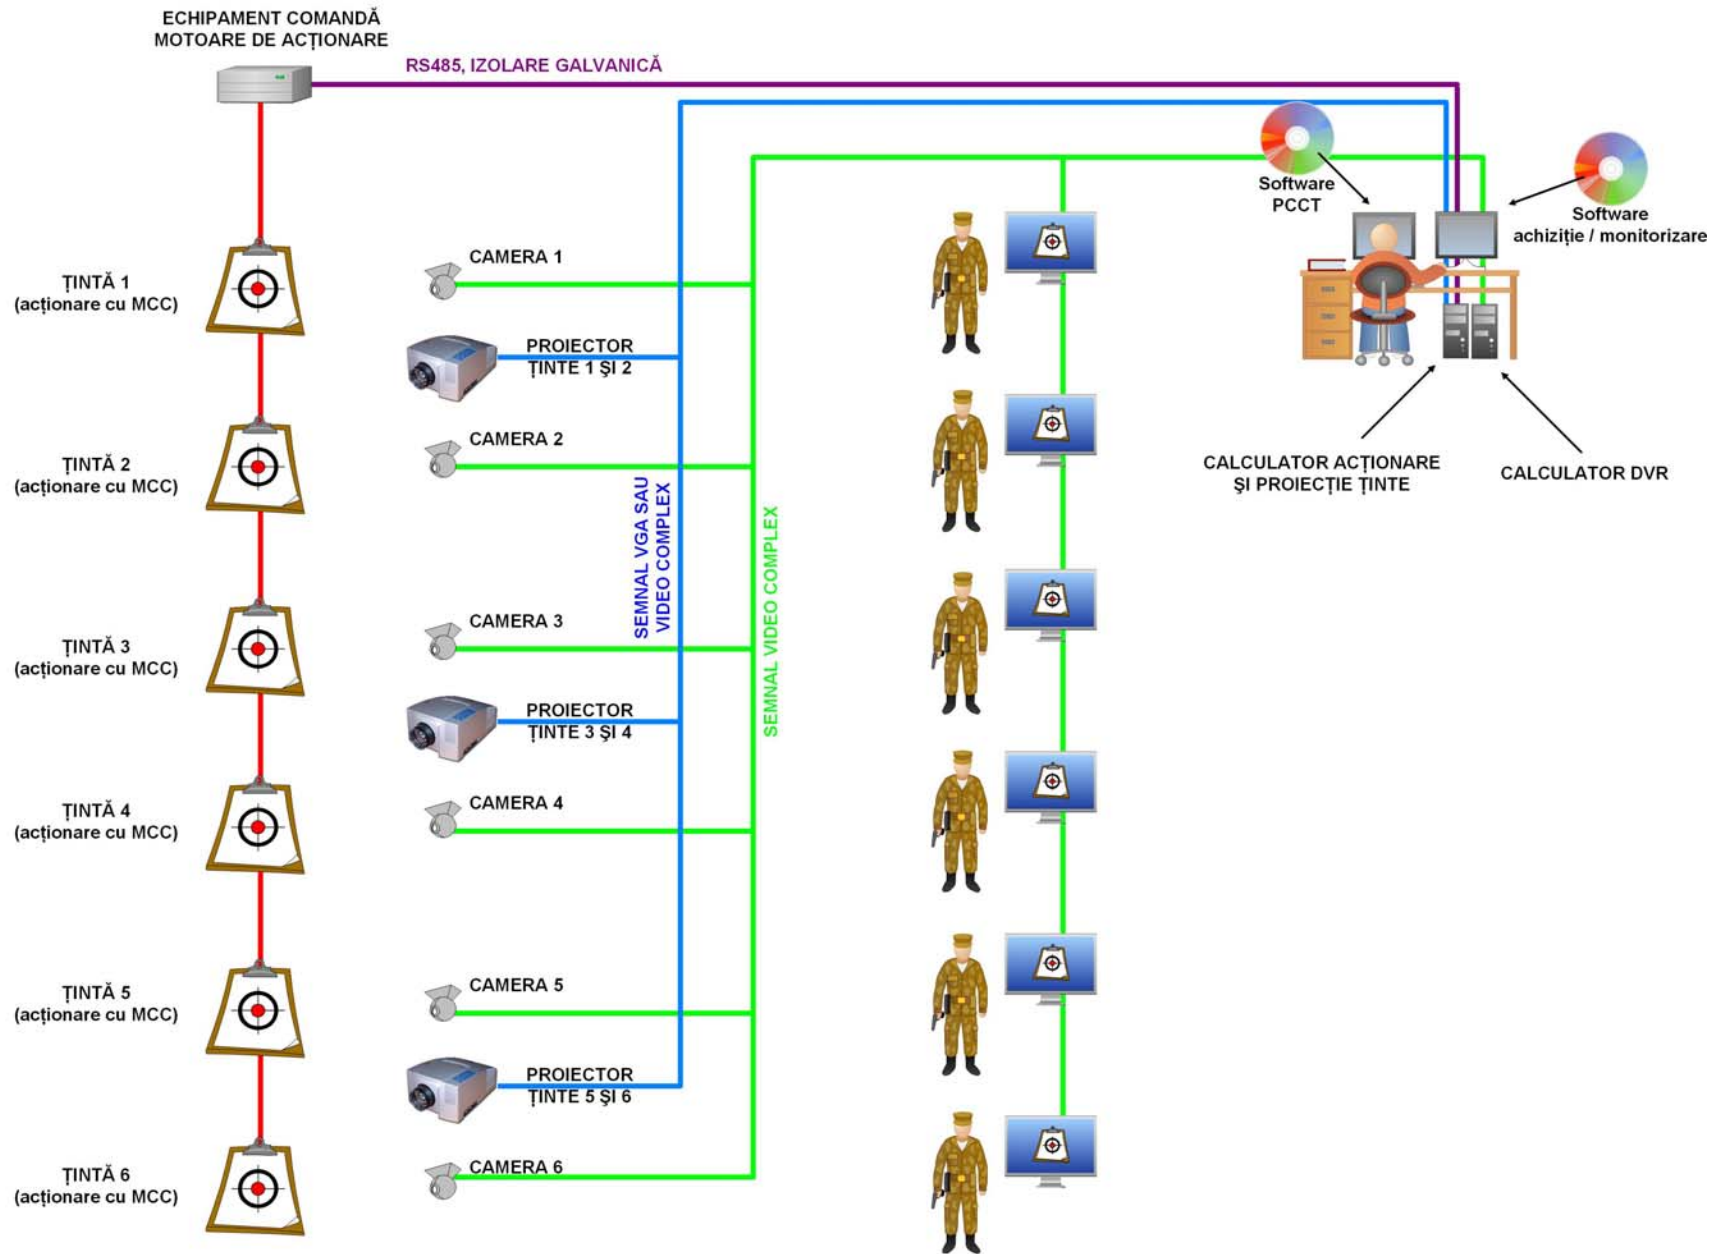 ECHIPAMENT COMANDĂ
MOTOARE DE ACȚIONARE
RS485, IZOLARE GALVANICĂ
Software
PCCT
Software
achiziție / monitorizare
ȚINTĂ 1
(acționare cu MCC)
CAMERA 1
PROIECTOR
ȚINTE 1 ŞI 2
ȚINTĂ 2
(acționare cu MCC)
CAMERA 2
CALCULATOR ACȚIONARE
ŞI PROIECȚIE ȚINTE
CALCULATOR DVR
SEMNAL VGA SAU
VIDEO COMPLEX
SEMNAL VIDEO COMPLEX
ȚINTĂ 3
(acționare cu MCC)
CAMERA 3
PROIECTOR
ȚINTE 3 ŞI 4
ȚINTĂ 4
(acționare cu MCC)
CAMERA 4
ȚINTĂ 5
(acționare cu MCC)
CAMERA 5
PROIECTOR
ȚINTE 5 ŞI 6
ȚINTĂ 6
(acționare cu MCC)
CAMERA 6